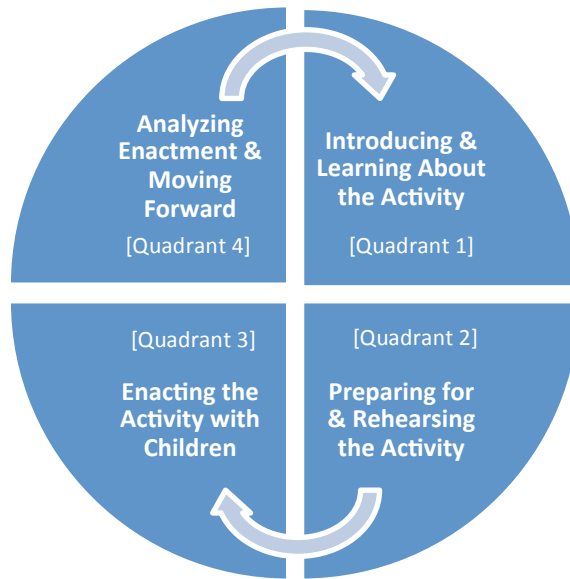 Analyzing
Enactment &
Moving
Forward
[Quadrant 4]
Introducing &
Learning About
the Activity
[Quadrant 1]
[Quadrant 3]
Enacting the
Activity with
Children
[Quadrant 2]
Preparing for
& Rehearsing
the Activity